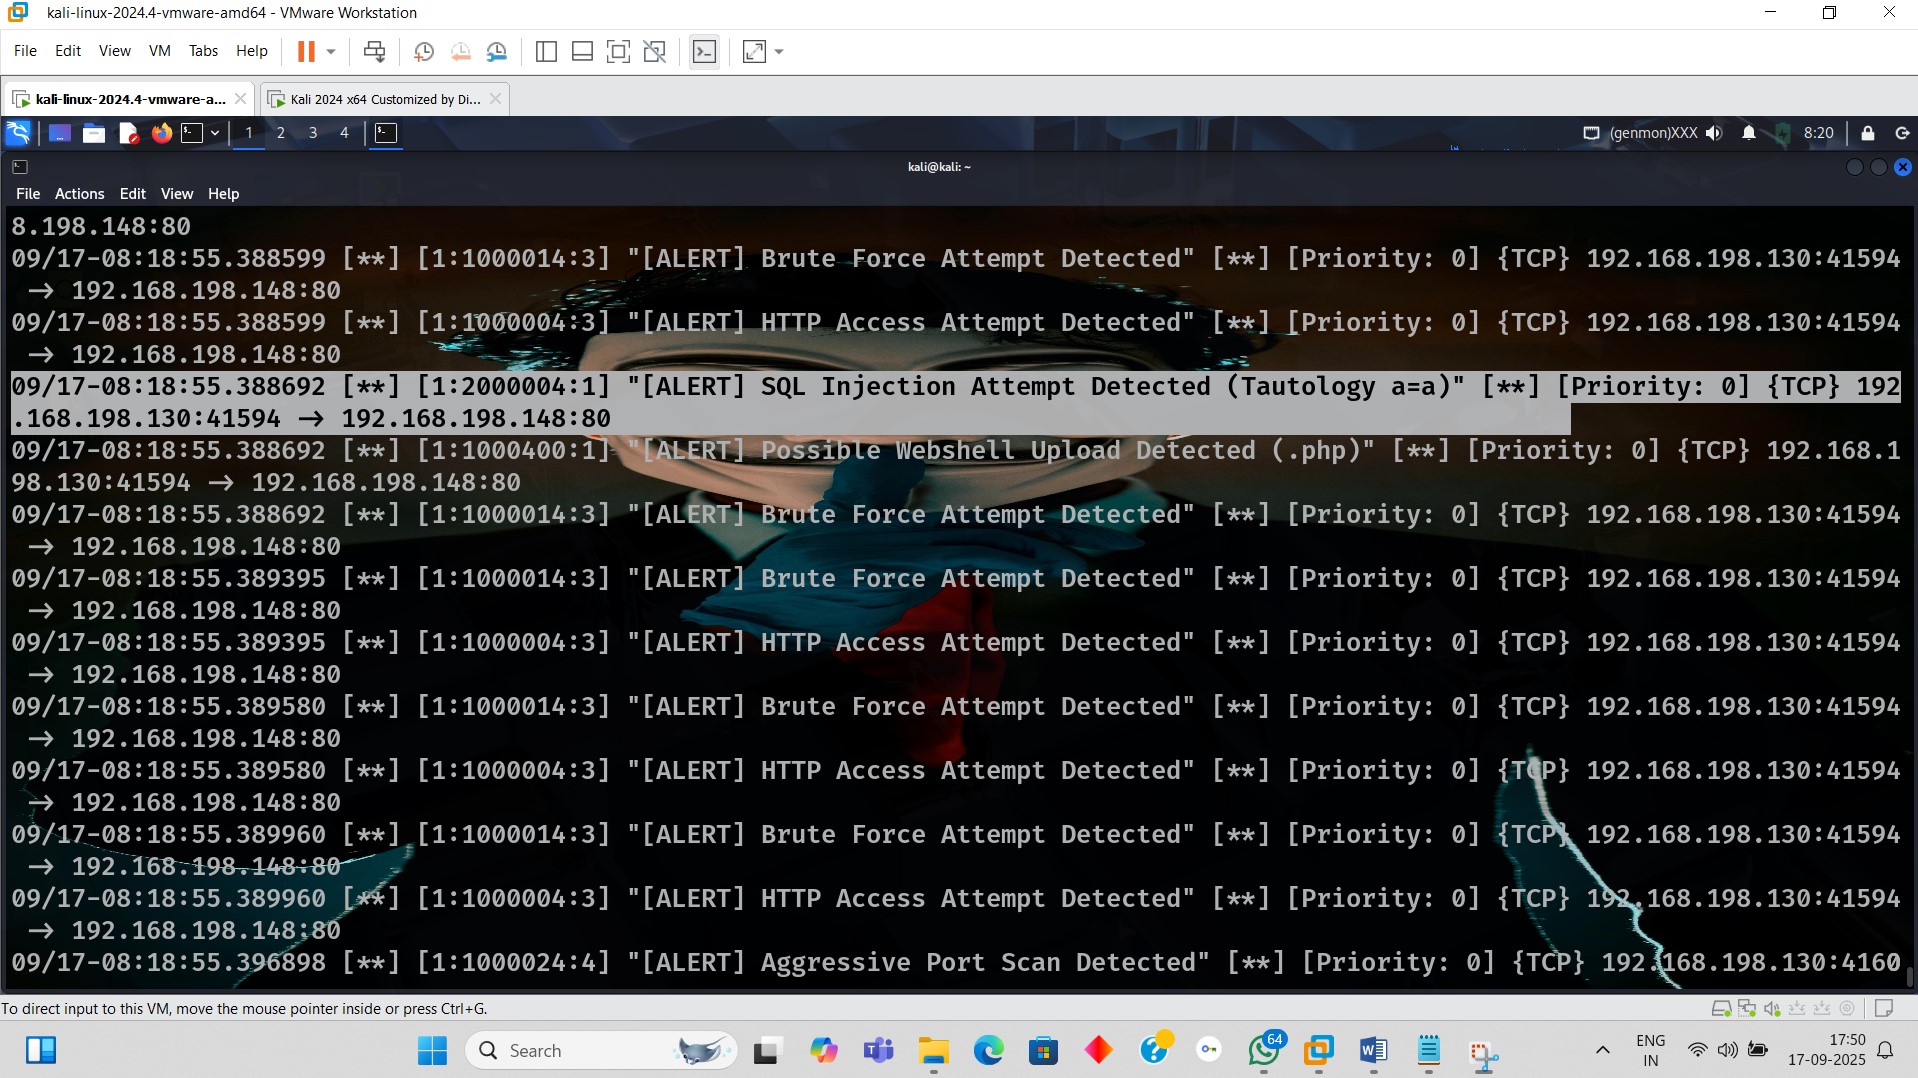 kali-linux-2024.4-vmware-amd64 - VMware Workstation
File Edit View VM Tabs Help
kali-linux-2024.4-vmware-a... Kali 2024 x64 Customized by Di...
1 2 3 4 (genmon)XXX 8:20
kali@kali: ~
File Actions Edit View Help
8.198.148:80
09/17-08:18:55.388599 [**] [1:1000014:3] "[ALERT] Brute Force Attempt Detected" [**] [Priority: 0] {TCP} 192.168.198.130:41594
→ 192.168.198.148:80
09/17-08:18:55.388599 [**] [1:1000004:3] "[ALERT] HTTP Access Attempt Detected" [**] [Priority: 0] {TCP} 192.168.198.130:41594
→ 192.168.198.148:80
09/17-08:18:55.388692 [**] [1:2000004:1] "[ALERT] SQL Injection Attempt Detected (Tautology a=a)" [**] [Priority: 0] {TCP} 192
.168.198.130:41594 → 192.168.198.148:80
09/17-08:18:55.388692 [**] [1:1000400:1] "[ALERT] Possible Webshell Upload Detected (.php)" [**] [Priority: 0] {TCP} 192.168.1
98.130:41594 → 192.168.198.148:80
09/17-08:18:55.388692 [**] [1:1000014:3] "[ALERT] Brute Force Attempt Detected" [**] [Priority: 0] {TCP} 192.168.198.130:41594
→ 192.168.198.148:80
09/17-08:18:55.389395 [**] [1:1000014:3] "[ALERT] Brute Force Attempt Detected" [**] [Priority: 0] {TCP} 192.168.198.130:41594
→ 192.168.198.148:80
09/17-08:18:55.389395 [**] [1:1000004:3] "[ALERT] HTTP Access Attempt Detected" [**] [Priority: 0] {TCP} 192.168.198.130:41594
→ 192.168.198.148:80
09/17-08:18:55.389580 [**] [1:1000014:3] "[ALERT] Brute Force Attempt Detected" [**] [Priority: 0] {TCP} 192.168.198.130:41594
→ 192.168.198.148:80
09/17-08:18:55.389580 [**] [1:1000004:3] "[ALERT] HTTP Access Attempt Detected" [**] [Priority: 0] {TCP} 192.168.198.130:41594
→ 192.168.198.148:80
09/17-08:18:55.389960 [**] [1:1000014:3] "[ALERT] Brute Force Attempt Detected" [**] [Priority: 0] {TCP} 192.168.198.130:41594
→ 192.168.198.148:80
09/17-08:18:55.389960 [**] [1:1000004:3] "[ALERT] HTTP Access Attempt Detected" [**] [Priority: 0] {TCP} 192.168.198.130:41594
→ 192.168.198.148:80
09/17-08:18:55.396898 [**] [1:1000024:4] "[ALERT] Aggressive Port Scan Detected" [**] [Priority: 0] {TCP} 192.168.198.130:4160
To direct input to this VM, move the mouse pointer inside or press Ctrl+G.
Search 64 ENG 17:50
IN 17-09-2025